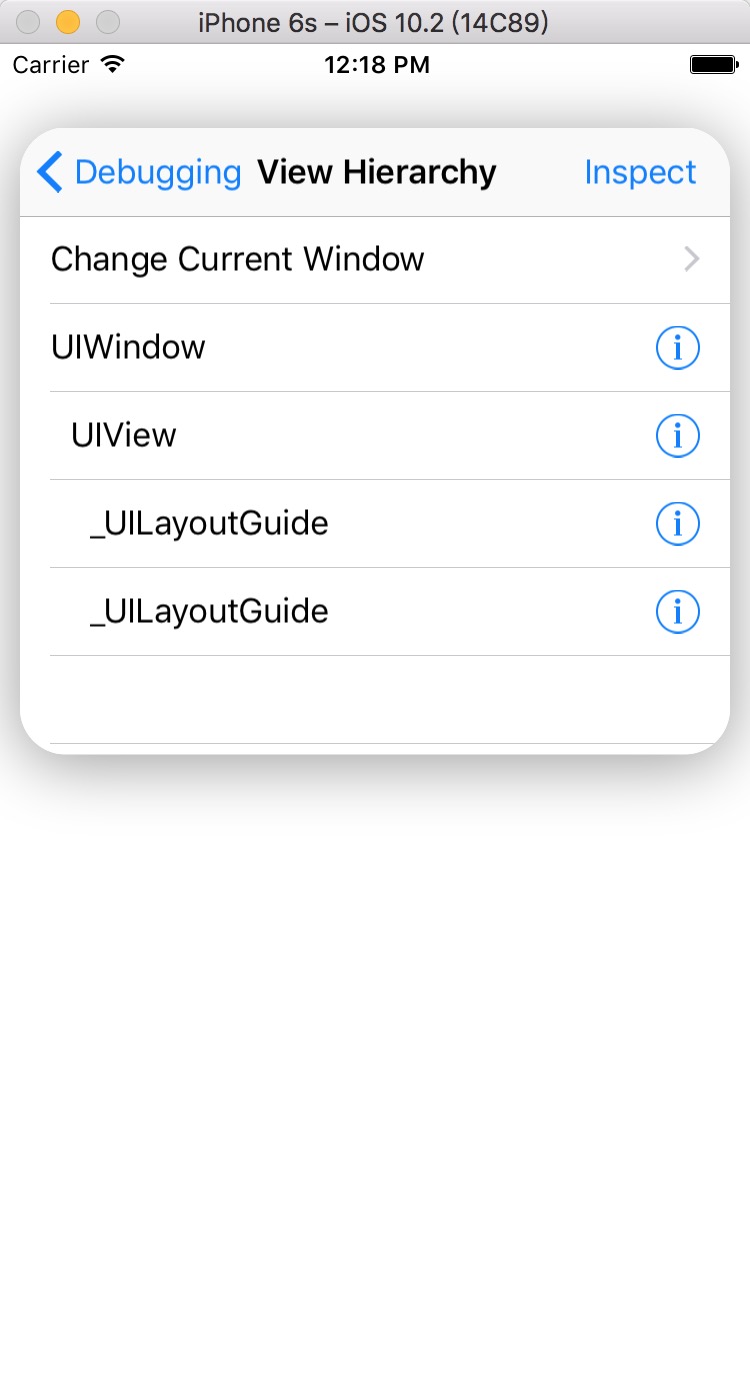 iPhone 6s – iOS 10.2 (14C89)
Carrier 12:18 PM
Debugging View Hierarchy Inspect
Change Current Window
UIWindow
UIView
_UILayoutGuide
_UILayoutGuide